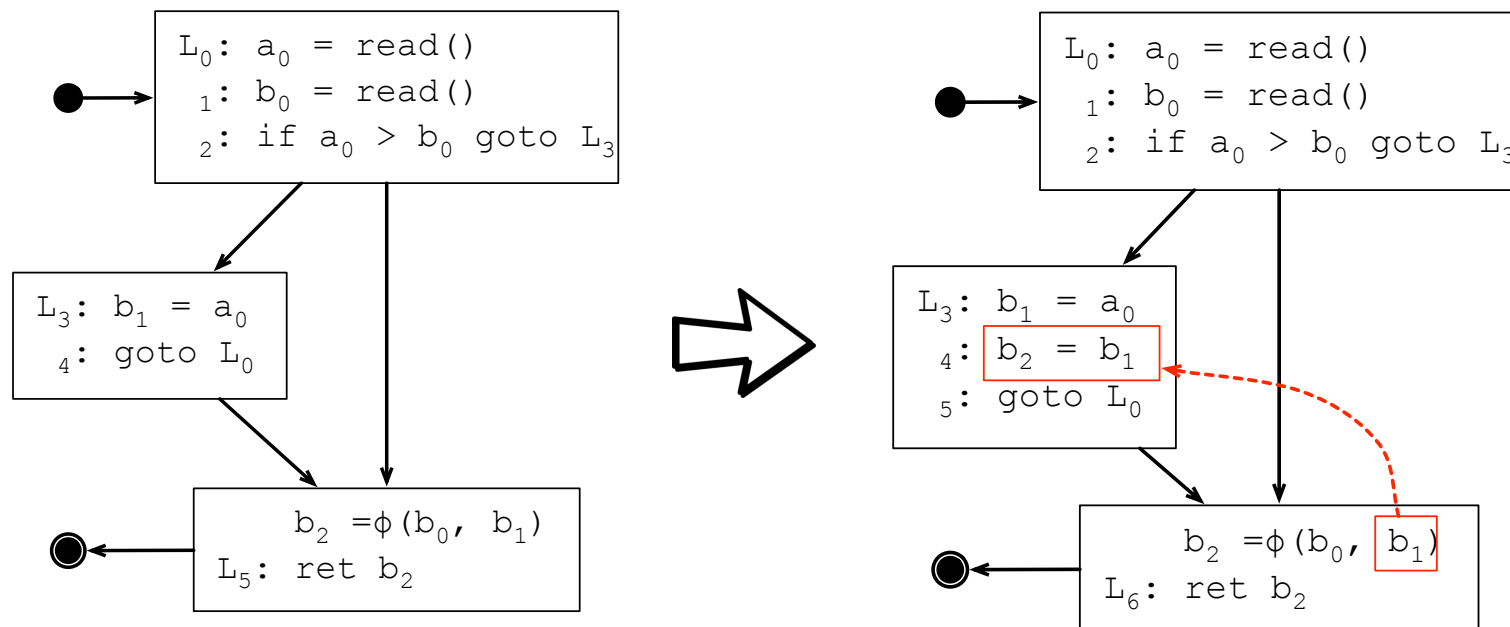 L₀: a₀ = read()
₁: b₀ = read()
₂: if a₀ > b₀ goto L₃
L₃: b₁ = a₀
₄: goto L₀
b₂ =ϕ(b₀, b₁)
L₅: ret b₂
L₀: a₀ = read()
₁: b₀ = read()
₂: if a₀ > b₀ goto L₃
L₃: b₁ = a₀
₄: b₂ = b₁
₅: goto L₀
b₂ =ϕ(b₀, b₁)
L₆: ret b₂